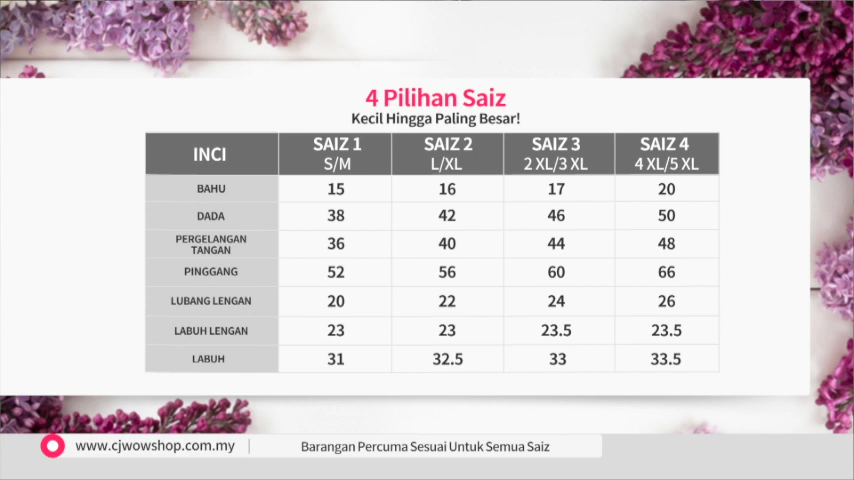 4 Pilihan Saiz
Kecil Hingga Paling Besar!
INCI SAIZ 1 S/M SAIZ 2 L/XL SAIZ 3 2 XL/3 XL SAIZ 4 4 XL/5 XL
BAHU 15 16 17 20
DADA 38 42 46 50
PERGELANGAN TANGAN 36 40 44 48
PINGGANG 52 56 60 66
LUBANG LENGAN 20 22 24 26
LABUH LENGAN 23 23 23.5 23.5
LABUH 31 32.5 33 33.5
www.cjwowshop.com.my | Barangan Percuma Sesuai Untuk Semua Saiz